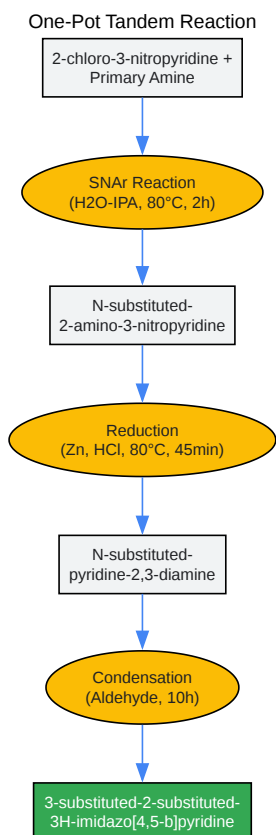 One-Pot Tandem Reaction
2-chloro-3-nitropyridine +
Primary Amine
SNAr Reaction
(H2O-IPA, 80°C, 2h)
N-substituted-
2-amino-3-nitropyridine
Reduction
(Zn, HCl, 80°C, 45min)
N-substituted-
pyridine-2,3-diamine
Condensation
(Aldehyde, 10h)
3-substituted-2-substituted-
3H-imidazo[4,5-b]pyridine